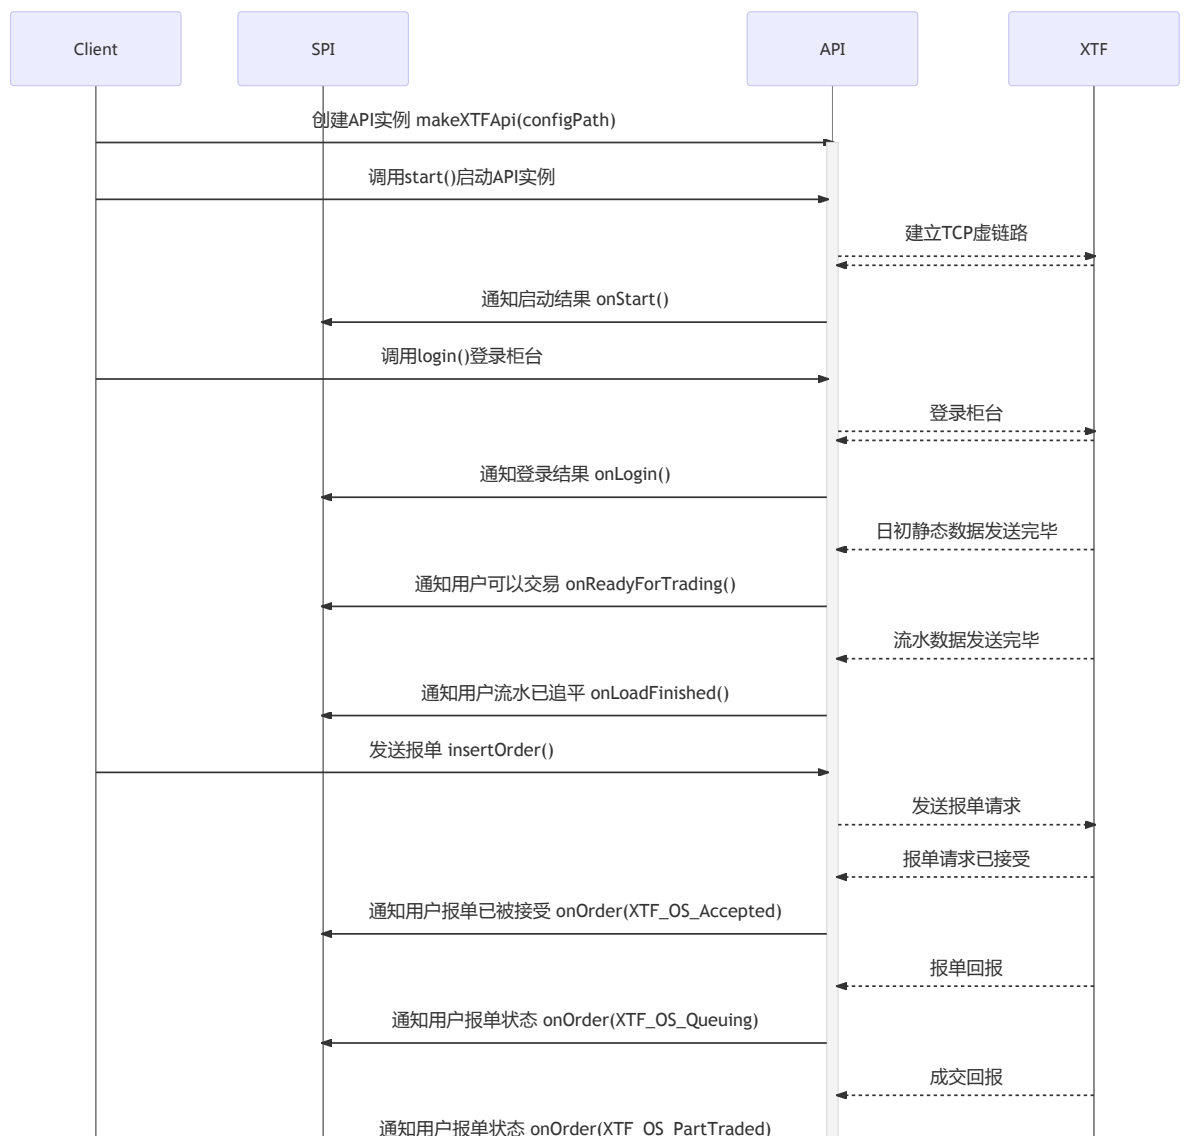 Client
SPI
API
XTF
创建API实例 makeXTFApi(configPath)
调用start()启动API实例
建立TCP虚链路
通知启动结果 onStart()
调用login()登录柜台
登录柜台
通知登录结果 onLogin()
日初静态数据发送完毕
通知用户可以交易 onReadyForTrading()
流水数据发送完毕
通知用户流水已追平 onLoadFinished()
发送报单 insertOrder()
发送报单请求
报单请求已接受
通知用户报单已被接受 onOrder(XTF_OS_Accepted)
报单回报
通知用户报单状态 onOrder(XTF_OS_Queuing)
成交回报
通知用户报单状态 onOrder(XTF_OS_PartTraded)